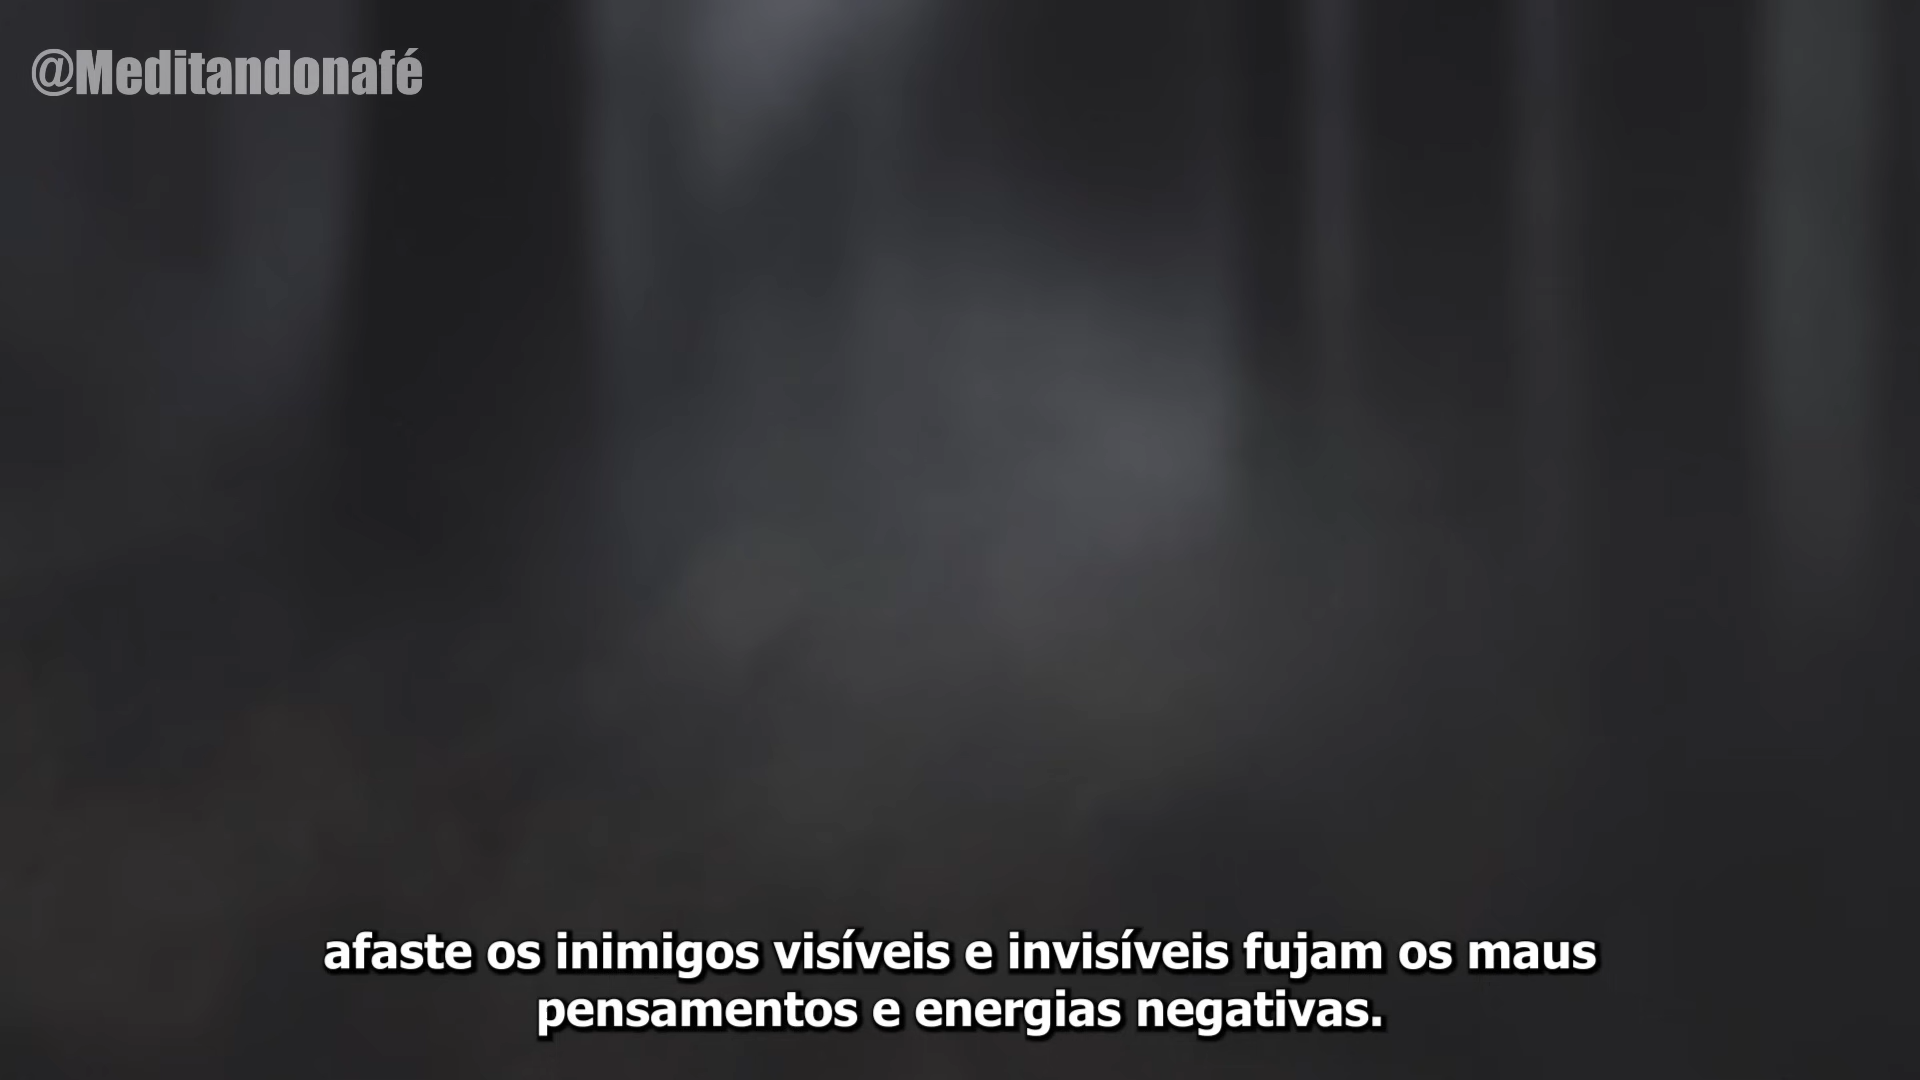 @Meditandonafé
afaste os inimigos visíveis e invisíveis fujam os maus
pensamentos e energias negativas.